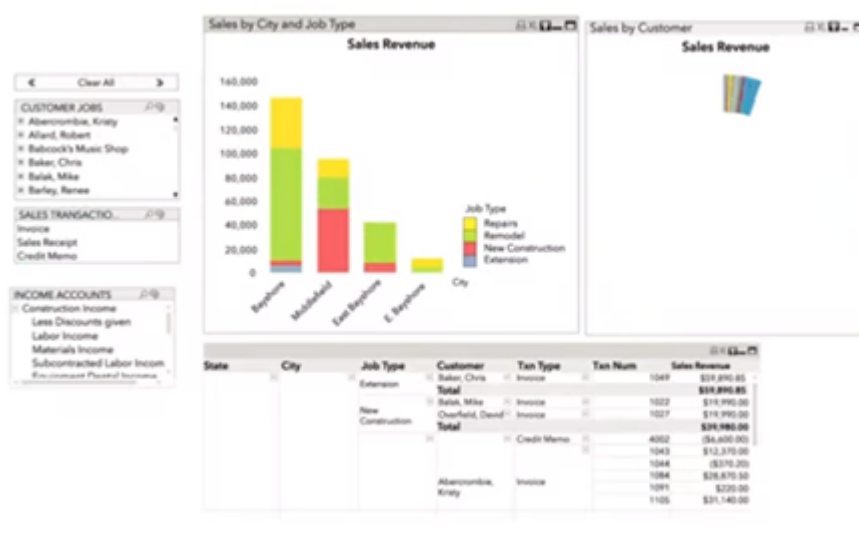 Sales by City and Job Type
Sales Revenue
160,000
140,000
120,000
100,000
80,000
60,000
40,000
20,000
0
Bayshore
Middlefield
East Bayshore
E. Bayshore
City
Job Type
Repairs
Remodel
New Construction
Extension
Sales by Customer
Sales Revenue
Clear All
CUSTOMER JOBS
Abercrombie, Kristy
Allard, Robert
Babcock's Music Shop
Baker, Chris
Balak, Mike
Barley, Renee
SALES TRANSACTIO...
Invoice
Sales Receipt
Credit Memo
INCOME ACCOUNTS
Construction Income
Less Discounts given
Labor Income
Materials Income
Subcontracted Labor Incom
State City Job Type Customer Txn Type Txn Num Sales Revenue
Extension Baker, Chris Invoice 1049 $59,890.85
Total $59,890.85
New Construction Balak, Mike Invoice 1022 $19,990.00
Overfield, David Invoice 1027 $19,990.00
Total $39,980.00
Credit Memo 4002 ($6,600.00)
1043 $12,370.00
1044 ($370.20)
Abercrombie, Kristy Invoice 1084 $28,870.50
1091 $220.00
1105 $31,140.00